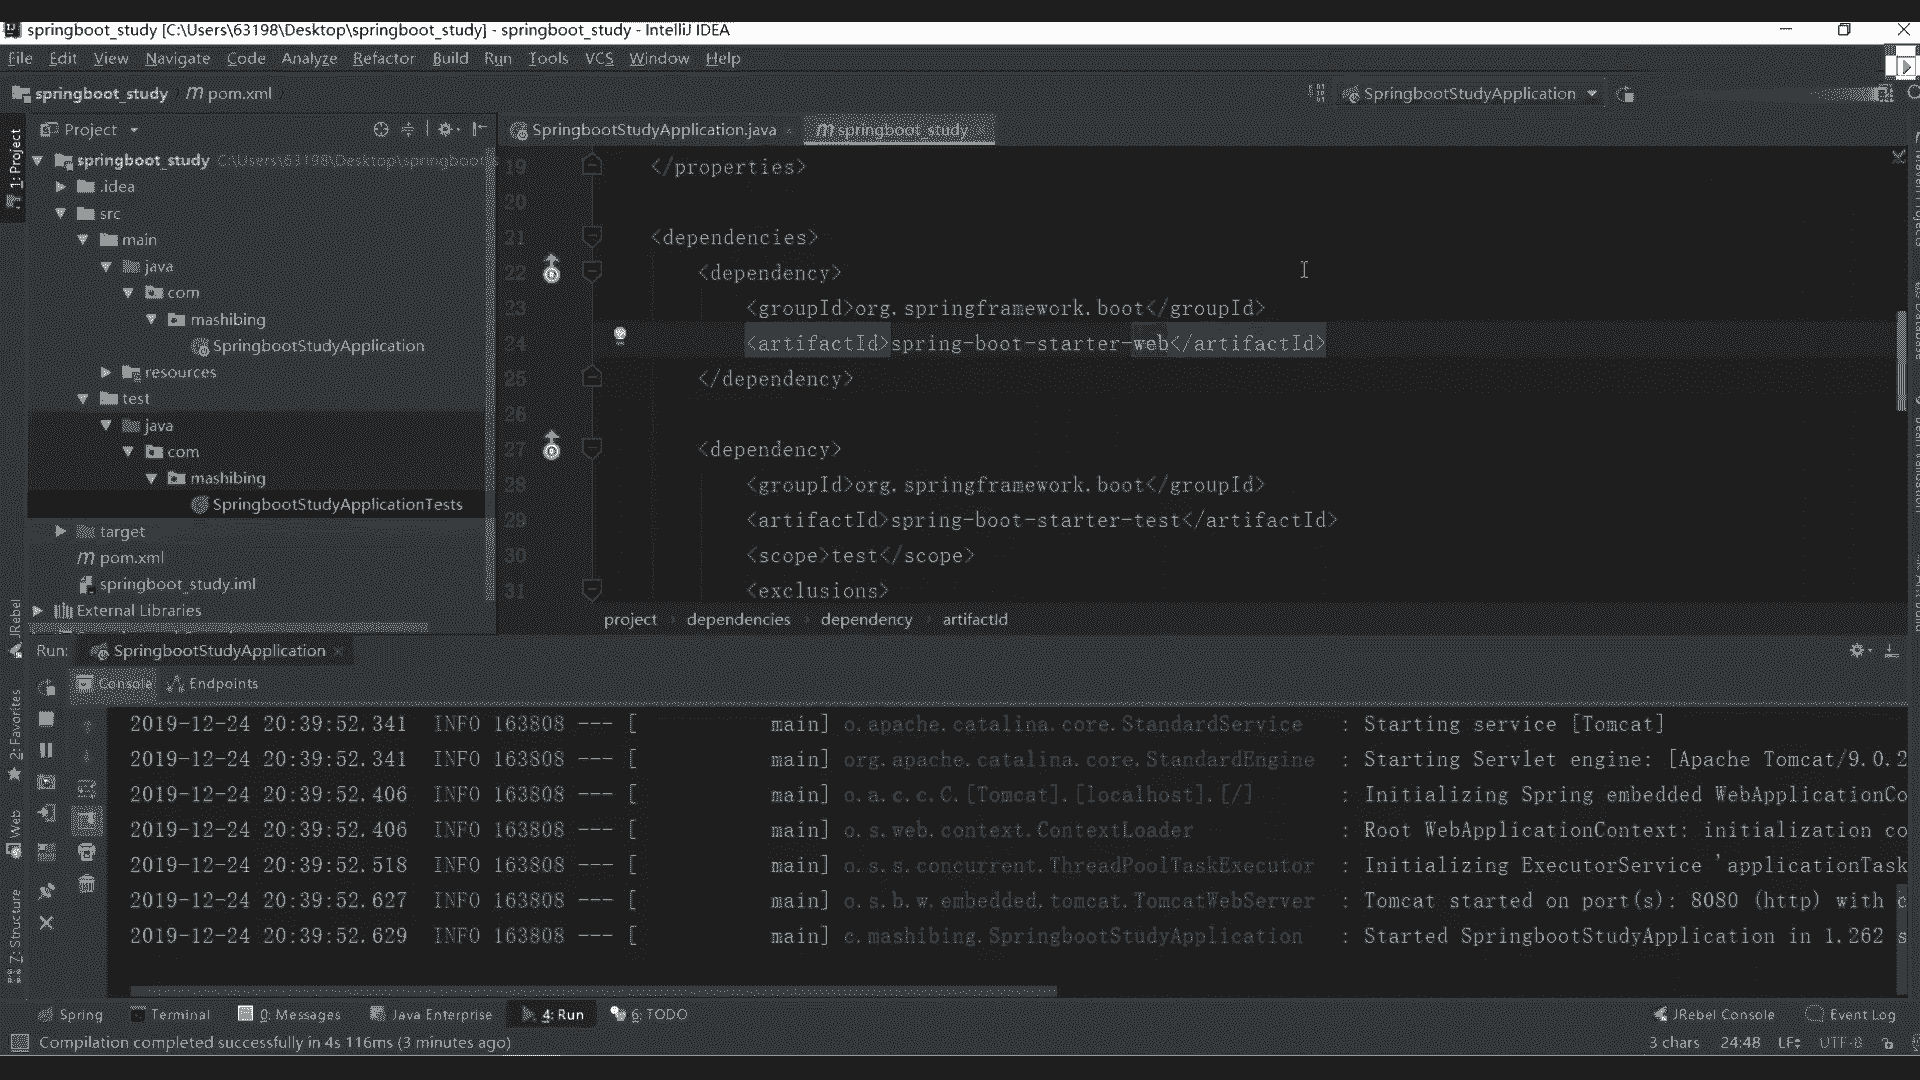 springboot_study [C:\Users\63198\Desktop\springboot_study] - springboot_study - IntelliJ IDEA
File Edit View Navigate Code Analyze Refactor Build Run Tools VCS Window Help
springboot_study pom.xml
SpringbootStudyApplication
1: Project
Project
SpringbootStudyApplication.java
springboot_study
springboot_study C:\Users\63198\Desktop\springboot
.idea
src
main
java
com
mashibing
SpringbootStudyApplication
resources
test
java
com
mashibing
SpringbootStudyApplicationTests
target
pom.xml
springboot_study.iml
External Libraries
19 </properties>
20
21 <dependencies>
22 <dependency>
23 <groupId>org.springframework.boot</groupId>
24 <artifactId>spring-boot-starter-web</artifactId>
25 </dependency>
26
27 <dependency>
28 <groupId>org.springframework.boot</groupId>
29 <artifactId>spring-boot-starter-test</artifactId>
30 <scope>test</scope>
31 <exclusions>
project dependencies dependency artifactId
JRebel
2: Favorites
Web
Z: Structure
Run: SpringbootStudyApplication
Console Endpoints
2019-12-24 20:39:52.341 INFO 163808 --- [ main] o.apache.catalina.core.StandardService : Starting service [Tomcat]
2019-12-24 20:39:52.341 INFO 163808 --- [ main] org.apache.catalina.core.StandardEngine : Starting Servlet engine: [Apache Tomcat/9.0.2
2019-12-24 20:39:52.406 INFO 163808 --- [ main] o.a.c.c.C.[Tomcat].[localhost].[/] : Initializing Spring embedded WebApplicationCo
2019-12-24 20:39:52.406 INFO 163808 --- [ main] o.s.web.context.ContextLoader : Root WebApplicationContext: initialization co
2019-12-24 20:39:52.518 INFO 163808 --- [ main] o.s.s.concurrent.ThreadPoolTaskExecutor : Initializing ExecutorService 'applicationTask
2019-12-24 20:39:52.627 INFO 163808 --- [ main] o.s.b.w.embedded.tomcat.TomcatWebServer : Tomcat started on port(s): 8080 (http) with c
2019-12-24 20:39:52.629 INFO 163808 --- [ main] c.mashibing.SpringbootStudyApplication : Started SpringbootStudyApplication in 1.262 s
Spring Terminal 0: Messages Java Enterprise 4: Run 6: TODO JRebel Console Event Log
Compilation completed successfully in 4s 116ms (3 minutes ago) 3 chars 24:48 LF UTF-8